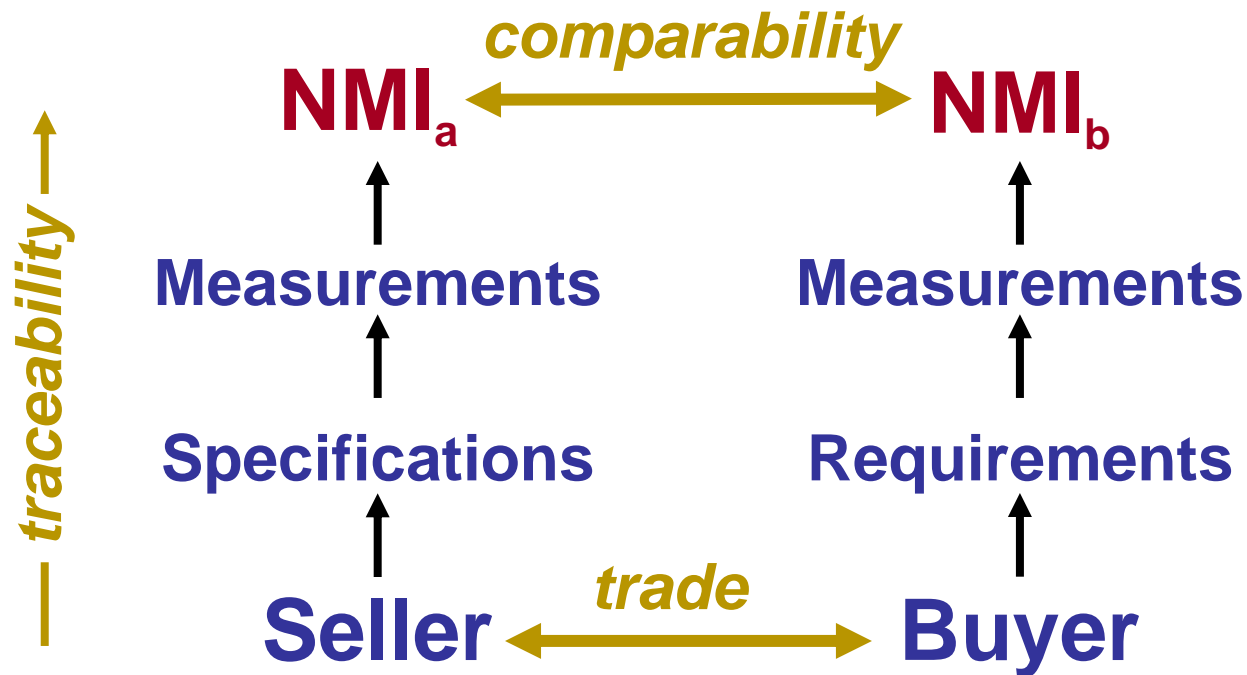 comparability
NMIa NMIb
traceability
Measurements Measurements
Specifications Requirements
trade
Seller Buyer